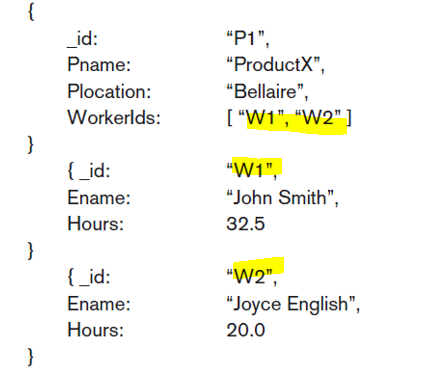 {
_id: “P1”,
Pname: “ProductX”,
Plocation: “Bellaire”,
WorkerIds: [ “W1”, “W2” ]
}
{ _id: “W1”,
Ename: “John Smith”,
Hours: 32.5
}
{ _id: “W2”,
Ename: “Joyce English”,
Hours: 20.0
}